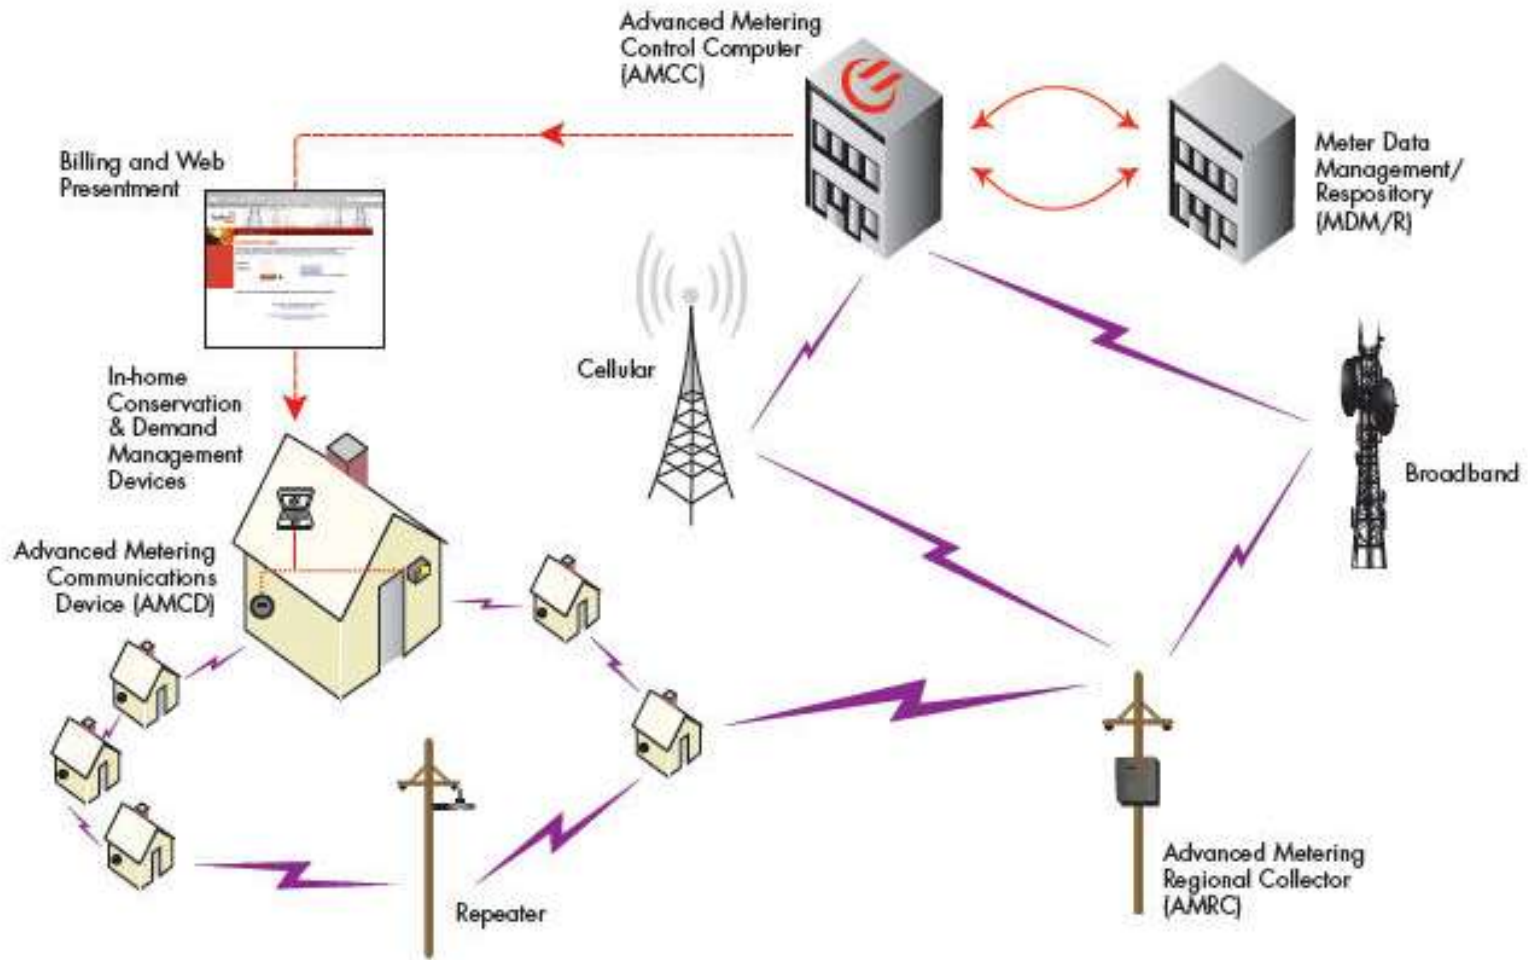 Advanced Metering
Control Computer
(AMCC)
Billing and Web
Presentment
Meter Data
Management/
Respository
(MDM/R)
Cellular
In-home
Conservation
& Demand
Management
Devices
Broadband
Advanced Metering
Communications
Device (AMCD)
Advanced Metering
Regional Collector
(AMRC)
Repeater